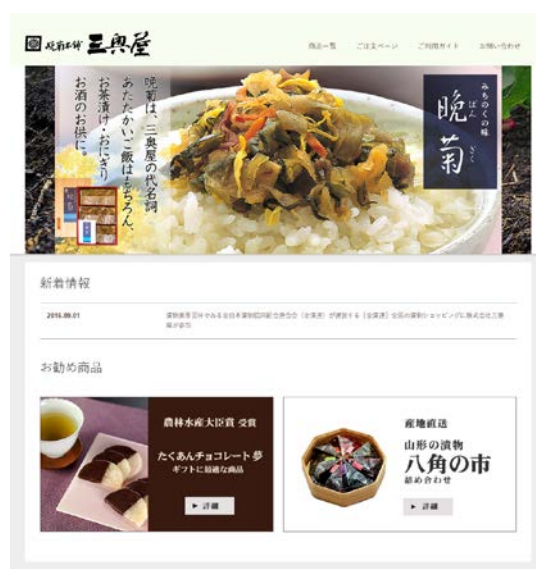 晩菊本舗 三奥屋
商品一覧 ご注文ページ ご利用ガイド お問い合わせ
晩菊は、三奥屋の代名詞
あたたかいご飯はもちろん、
お茶漬け・おにぎり
お酒のお供に。
みちのくの味
晩菊
ばん ぎく
新着情報
2016.09.01
お勧め商品
農林水産大臣賞 受賞
たくあんチョコレート夢
ギフトに最適な商品
▶ 詳細
産地直送
山形の漬物
八角の市
詰め合わせ
▶ 詳細